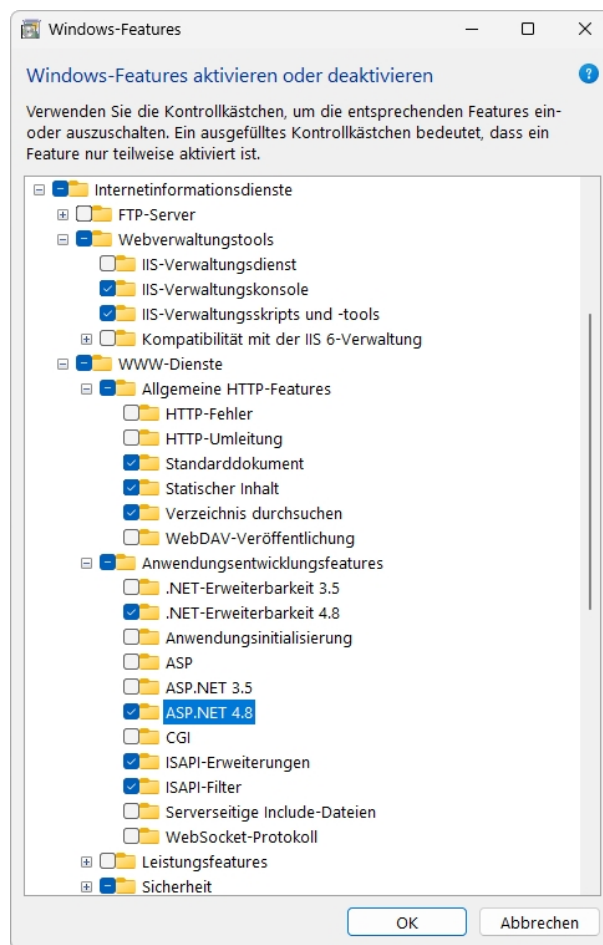 Windows-Features
Windows-Features aktivieren oder deaktivieren
?
Verwenden Sie die Kontrollkästchen, um die entsprechenden Features ein-
oder auszuschalten. Ein ausgefülltes Kontrollkästchen bedeutet, dass ein
Feature nur teilweise aktiviert ist.
Internetinformationsdienste
FTP-Server
Webverwaltungstools
IIS-Verwaltungsdienst
IIS-Verwaltungskonsole
IIS-Verwaltungsskripts und -tools
Kompatibilität mit der IIS 6-Verwaltung
WWW-Dienste
Allgemeine HTTP-Features
HTTP-Fehler
HTTP-Umleitung
Standarddokument
Statischer Inhalt
Verzeichnis durchsuchen
WebDAV-Veröffentlichung
Anwendungsentwicklungsfeatures
.NET-Erweiterbarkeit 3.5
.NET-Erweiterbarkeit 4.8
Anwendungsinitialisierung
ASP
ASP.NET 3.5
ASP.NET 4.8
CGI
ISAPI-Erweiterungen
ISAPI-Filter
Serverseitige Include-Dateien
WebSocket-Protokoll
Leistungsfeatures
Sicherheit
OK
Abbrechen